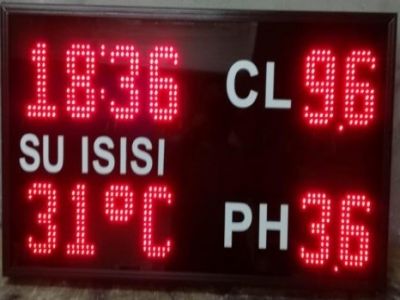 18:36 CL 9.6
SU ISISI
31°C PH 3.6